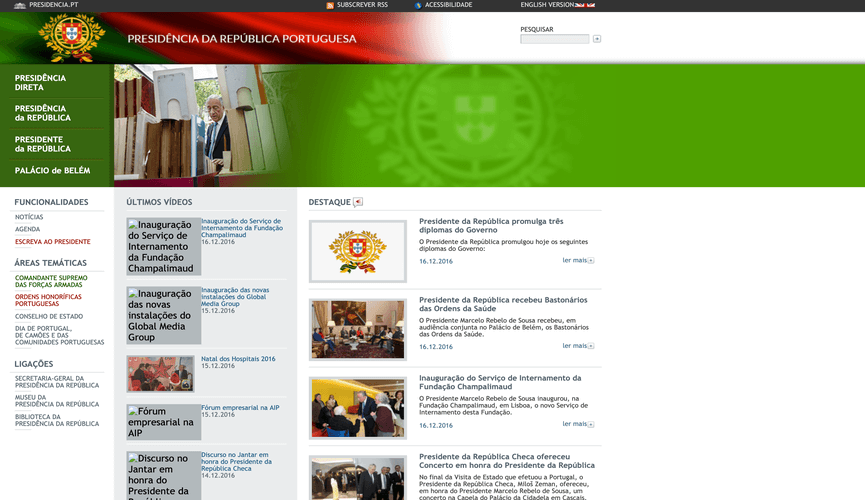 PRESIDENCIA.PT
SUBSCREVER RSS
ACESSIBILIDADE
ENGLISH VERSION
PRESIDÊNCIA DA REPÚBLICA PORTUGUESA
PESQUISAR
PRESIDÊNCIA
DIRETA
PRESIDÊNCIA
da REPÚBLICA
PRESIDENTE
da REPÚBLICA
PALÁCIO de BELÉM
FUNCIONALIDADES
NOTÍCIAS
AGENDA
ESCREVA AO PRESIDENTE
ÁREAS TEMÁTICAS
COMANDANTE SUPREMO
DAS FORÇAS ARMADAS
ORDENS HONORÍFICAS
PORTUGUESAS
CONSELHO DE ESTADO
DIA DE PORTUGAL,
DE CAMÕES E DAS
COMUNIDADES PORTUGUESAS
LIGAÇÕES
SECRETARIA-GERAL DA
PRESIDÊNCIA DA REPÚBLICA
MUSEU DA
PRESIDÊNCIA DA REPÚBLICA
BIBLIOTECA DA
PRESIDÊNCIA DA REPÚBLICA
ÚLTIMOS VÍDEOS
Inauguração
do Serviço de
Internamento
da Fundação
Champalimaud
Inauguração do Serviço de
Internamento da Fundação
Champalimaud
16.12.2016
Inauguração
das novas
instalações do
Global Media
Group
Inauguração das novas
instalações do Global
Media Group
15.12.2016
Natal dos Hospitais 2016
15.12.2016
Fórum
empresarial na
AIP
Fórum empresarial na AIP
15.12.2016
Discurso no
Jantar em
honra do
Presidente da
República
Discurso no Jantar em
honra do Presidente da
República Checa
14.12.2016
DESTAQUE
Presidente da República promulga três
diplomas do Governo
O Presidente da República promulgou hoje os seguintes
diplomas do Governo:
16.12.2016
ler mais
Presidente da República recebeu Bastonários
das Ordens da Saúde
O Presidente Marcelo Rebelo de Sousa recebeu, em
audiência conjunta no Palácio de Belém, os Bastonários
das Ordens da Saúde.
16.12.2016
ler mais
Inauguração do Serviço de Internamento da
Fundação Champalimaud
O Presidente Marcelo Rebelo de Sousa inaugurou, na
Fundação Champalimaud, em Lisboa, o novo Serviço de
Internamento desta Fundação.
16.12.2016
ler mais
Presidente da República Checa ofereceu
Concerto em honra do Presidente da República
No final da Visita de Estado que efetuou a Portugal, o
Presidente da República Checa, Miloš Zeman, ofereceu,
em honra do Presidente Marcelo Rebelo de Sousa, um
concerto na Capela do Palácio da Cidadela em Cascais.